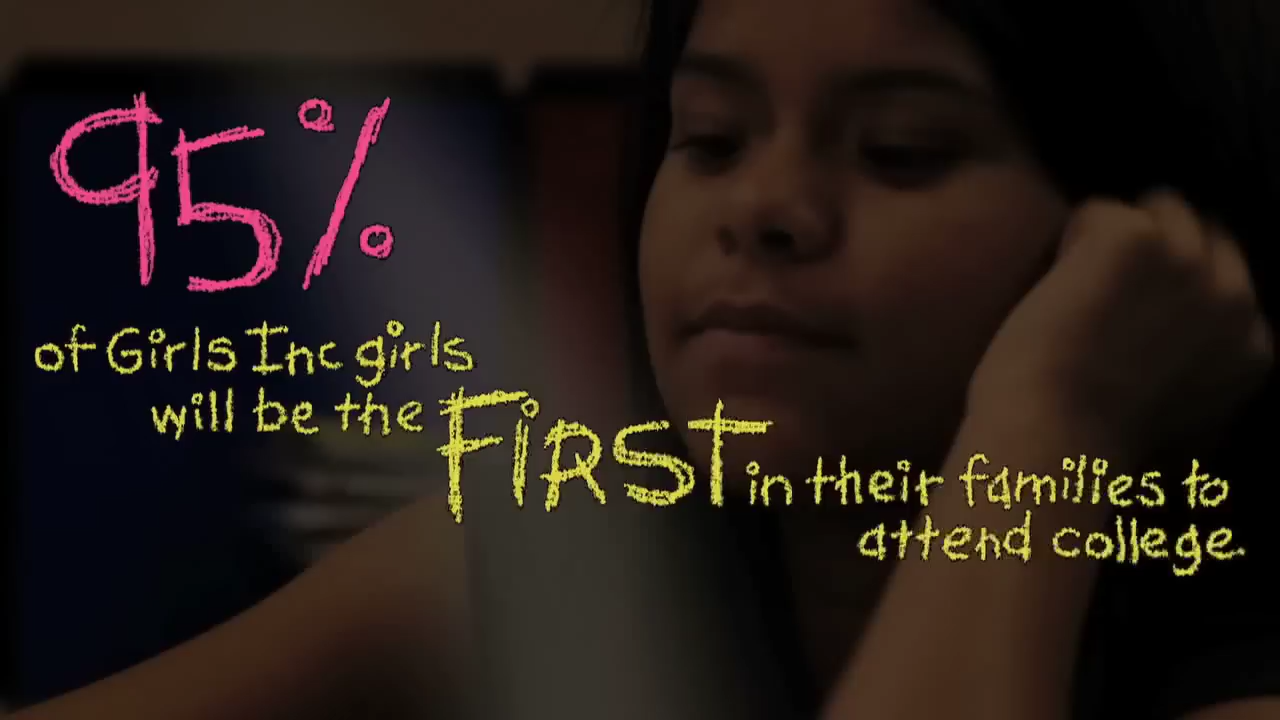 95%
of Girls Inc girls
will be the FIRST in their families to
attend college.